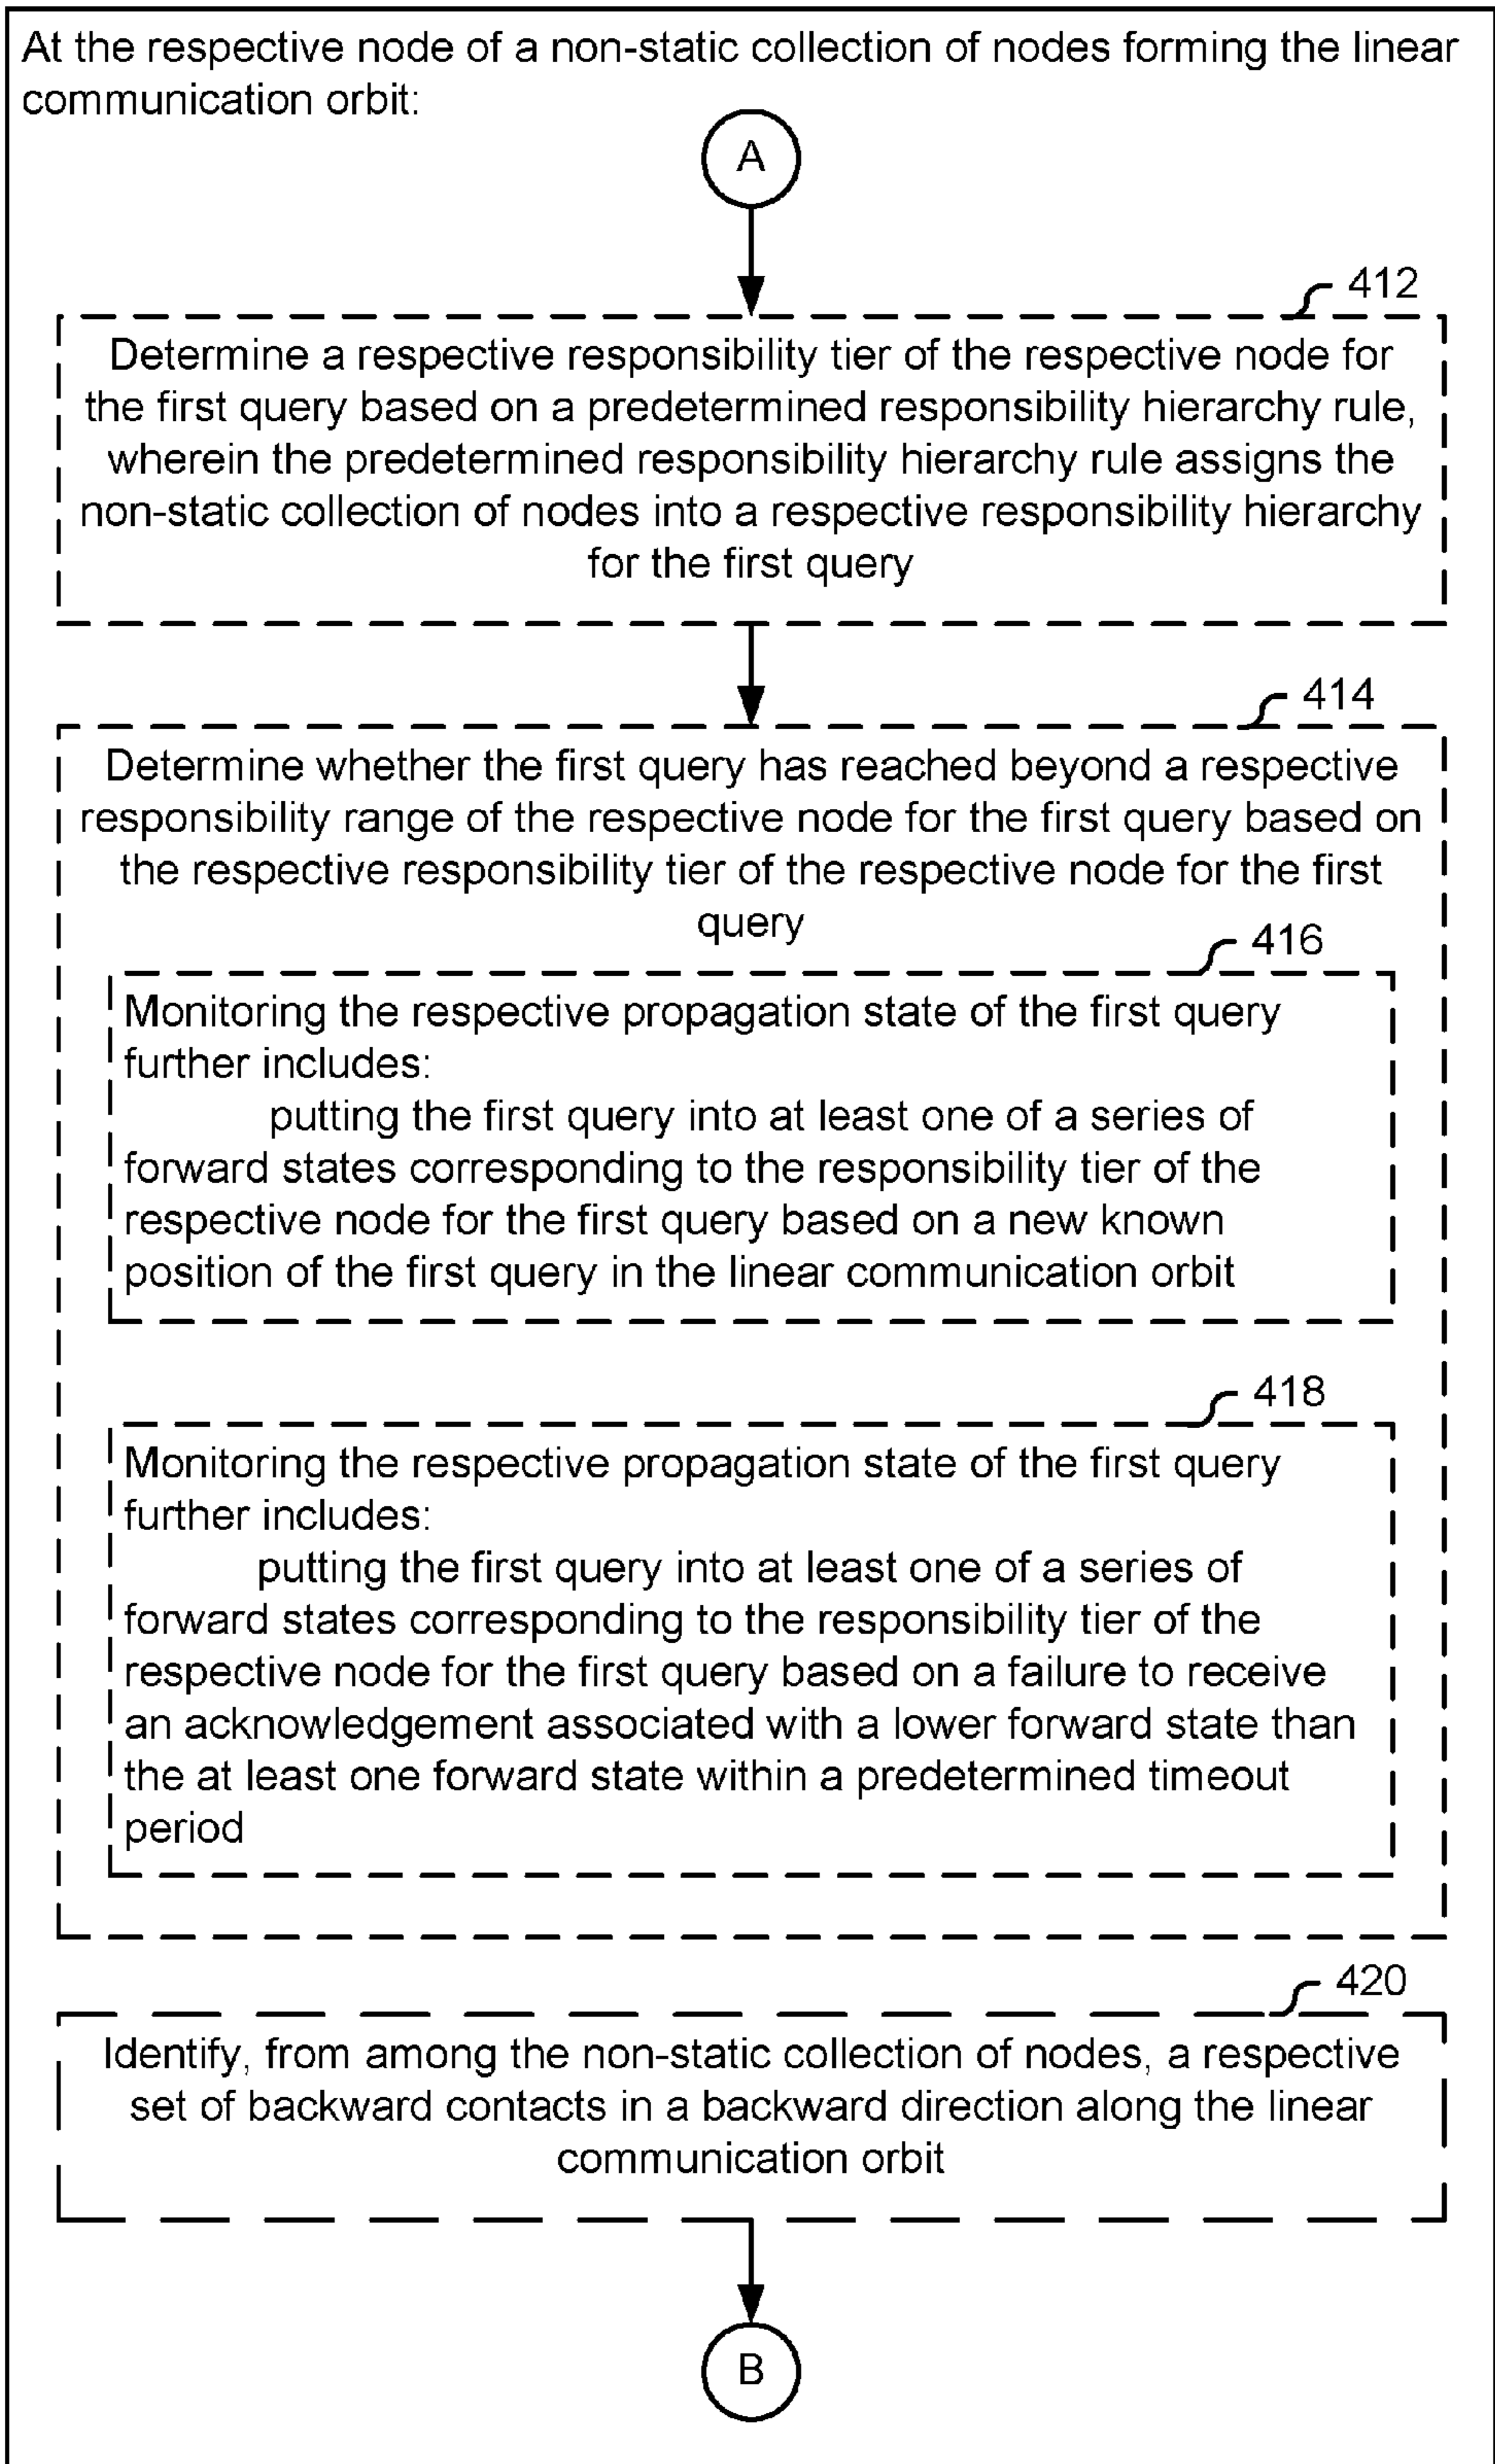 At the respective node of a non-static collection of nodes forming the linear
communication orbit:
A
412
Determine a respective responsibility tier of the respective node for
the first query based on a predetermined responsibility hierarchy rule,
wherein the predetermined responsibility hierarchy rule assigns the
non-static collection of nodes into a respective responsibility hierarchy
for the first query
414
Determine whether the first query has reached beyond a respective
responsibility range of the respective node for the first query based on
the respective responsibility tier of the respective node for the first
query
416
Monitoring the respective propagation state of the first query
further includes:
putting the first query into at least one of a series of
forward states corresponding to the responsibility tier of the
respective node for the first query based on a new known
position of the first query in the linear communication orbit
418
Monitoring the respective propagation state of the first query
further includes:
putting the first query into at least one of a series of
forward states corresponding to the responsibility tier of the
respective node for the first query based on a failure to receive
an acknowledgement associated with a lower forward state than
the at least one forward state within a predetermined timeout
period
420
Identify, from among the non-static collection of nodes, a respective
set of backward contacts in a backward direction along the linear
communication orbit
B